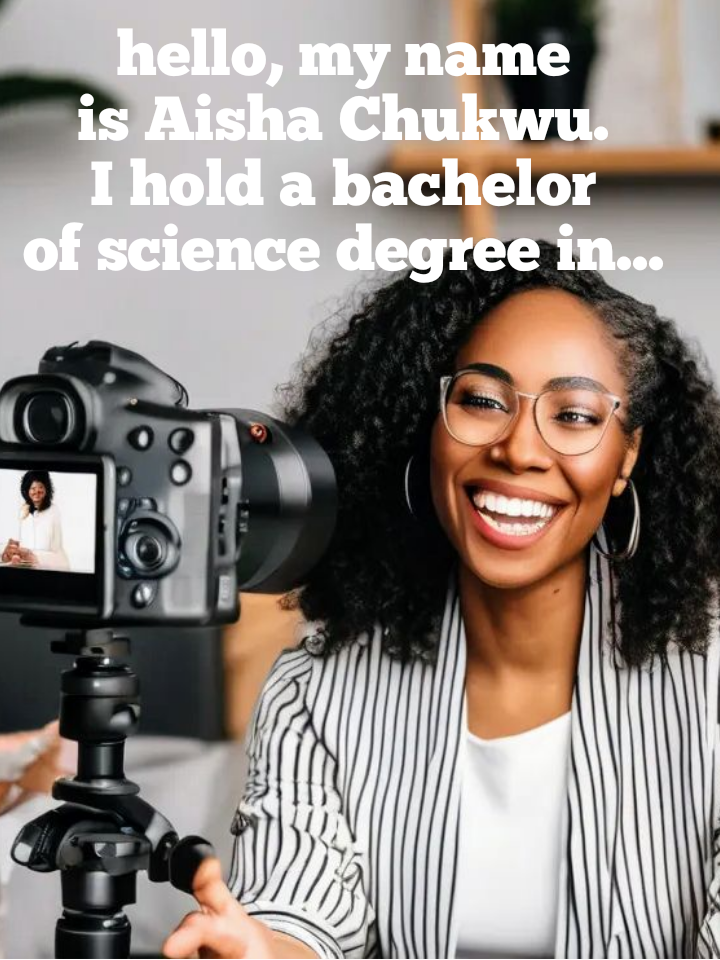 hello, my name
is Aisha Chukwu.
I hold a bachelor
of science degree in...